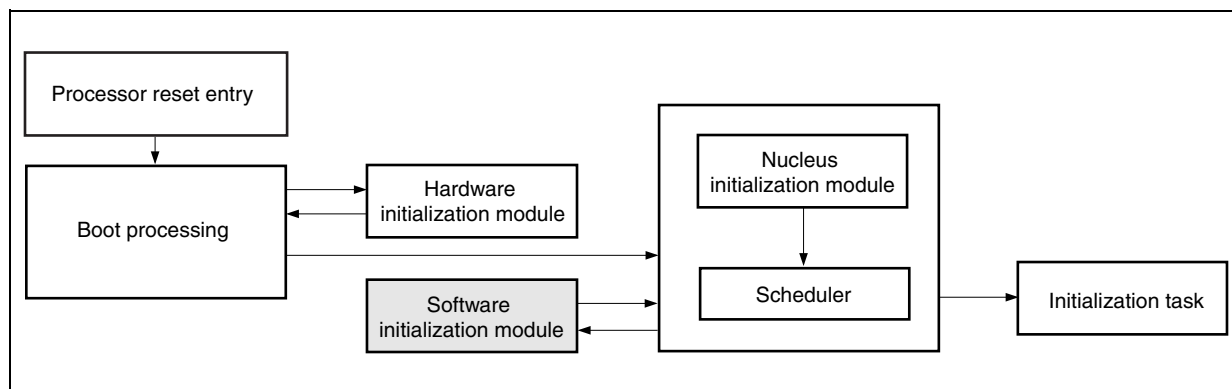 Processor reset entry
Boot processing
Hardware
initialization module
Software
initialization module
Nucleus
initialization module
Scheduler
Initialization task